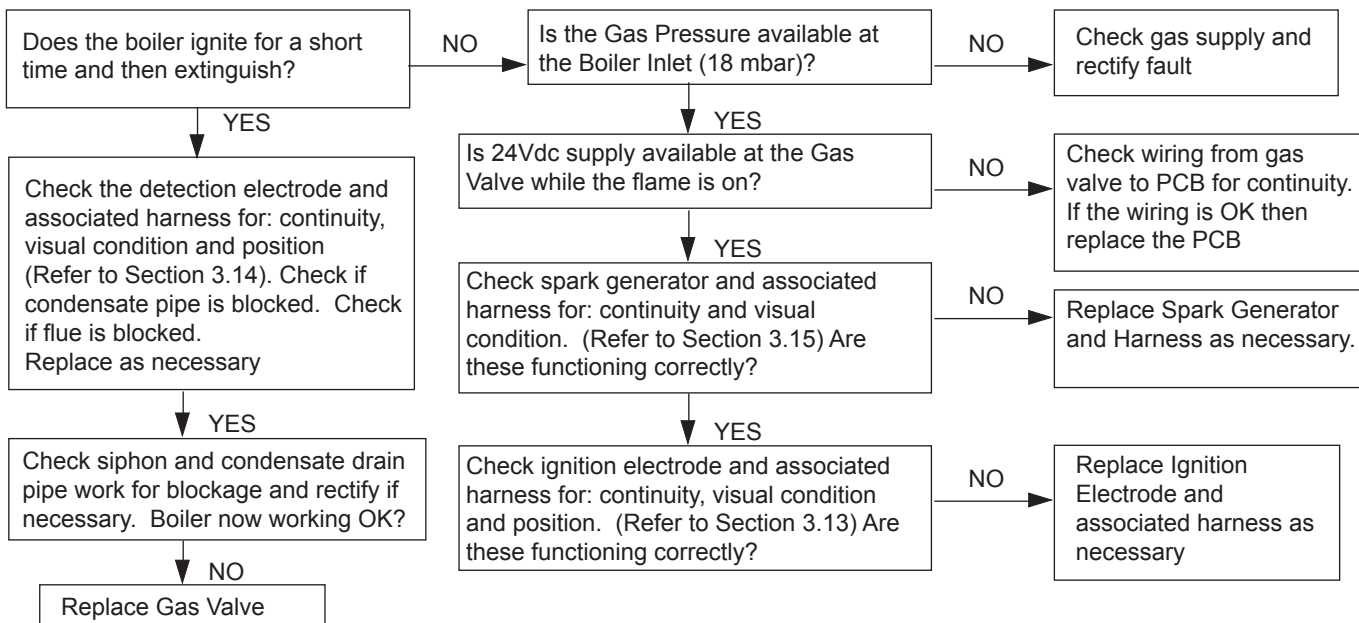 Does the boiler ignite for a short
time and then extinguish?
NO
Is the Gas Pressure available at
the Boiler Inlet (18 mbar)?
NO
Check gas supply and
rectify fault
YES
YES
Check the detection electrode and
associated harness for: continuity,
visual condition and position
(Refer to Section 3.14). Check if
condensate pipe is blocked. Check
if flue is blocked.
Replace as necessary
Is 24Vdc supply available at the Gas
Valve while the flame is on?
NO
Check wiring from gas
valve to PCB for continuity.
If the wiring is OK then
replace the PCB
YES
Check spark generator and associated
harness for: continuity and visual
condition. (Refer to Section 3.15) Are
these functioning correctly?
NO
Replace Spark Generator
and Harness as necessary.
YES
YES
Check siphon and condensate drain
pipe work for blockage and rectify if
necessary. Boiler now working OK?
Check ignition electrode and associated
harness for: continuity, visual condition
and position. (Refer to Section 3.13) Are
these functioning correctly?
NO
Replace Ignition
Electrode and
associated harness as
necessary
NO
Replace Gas Valve